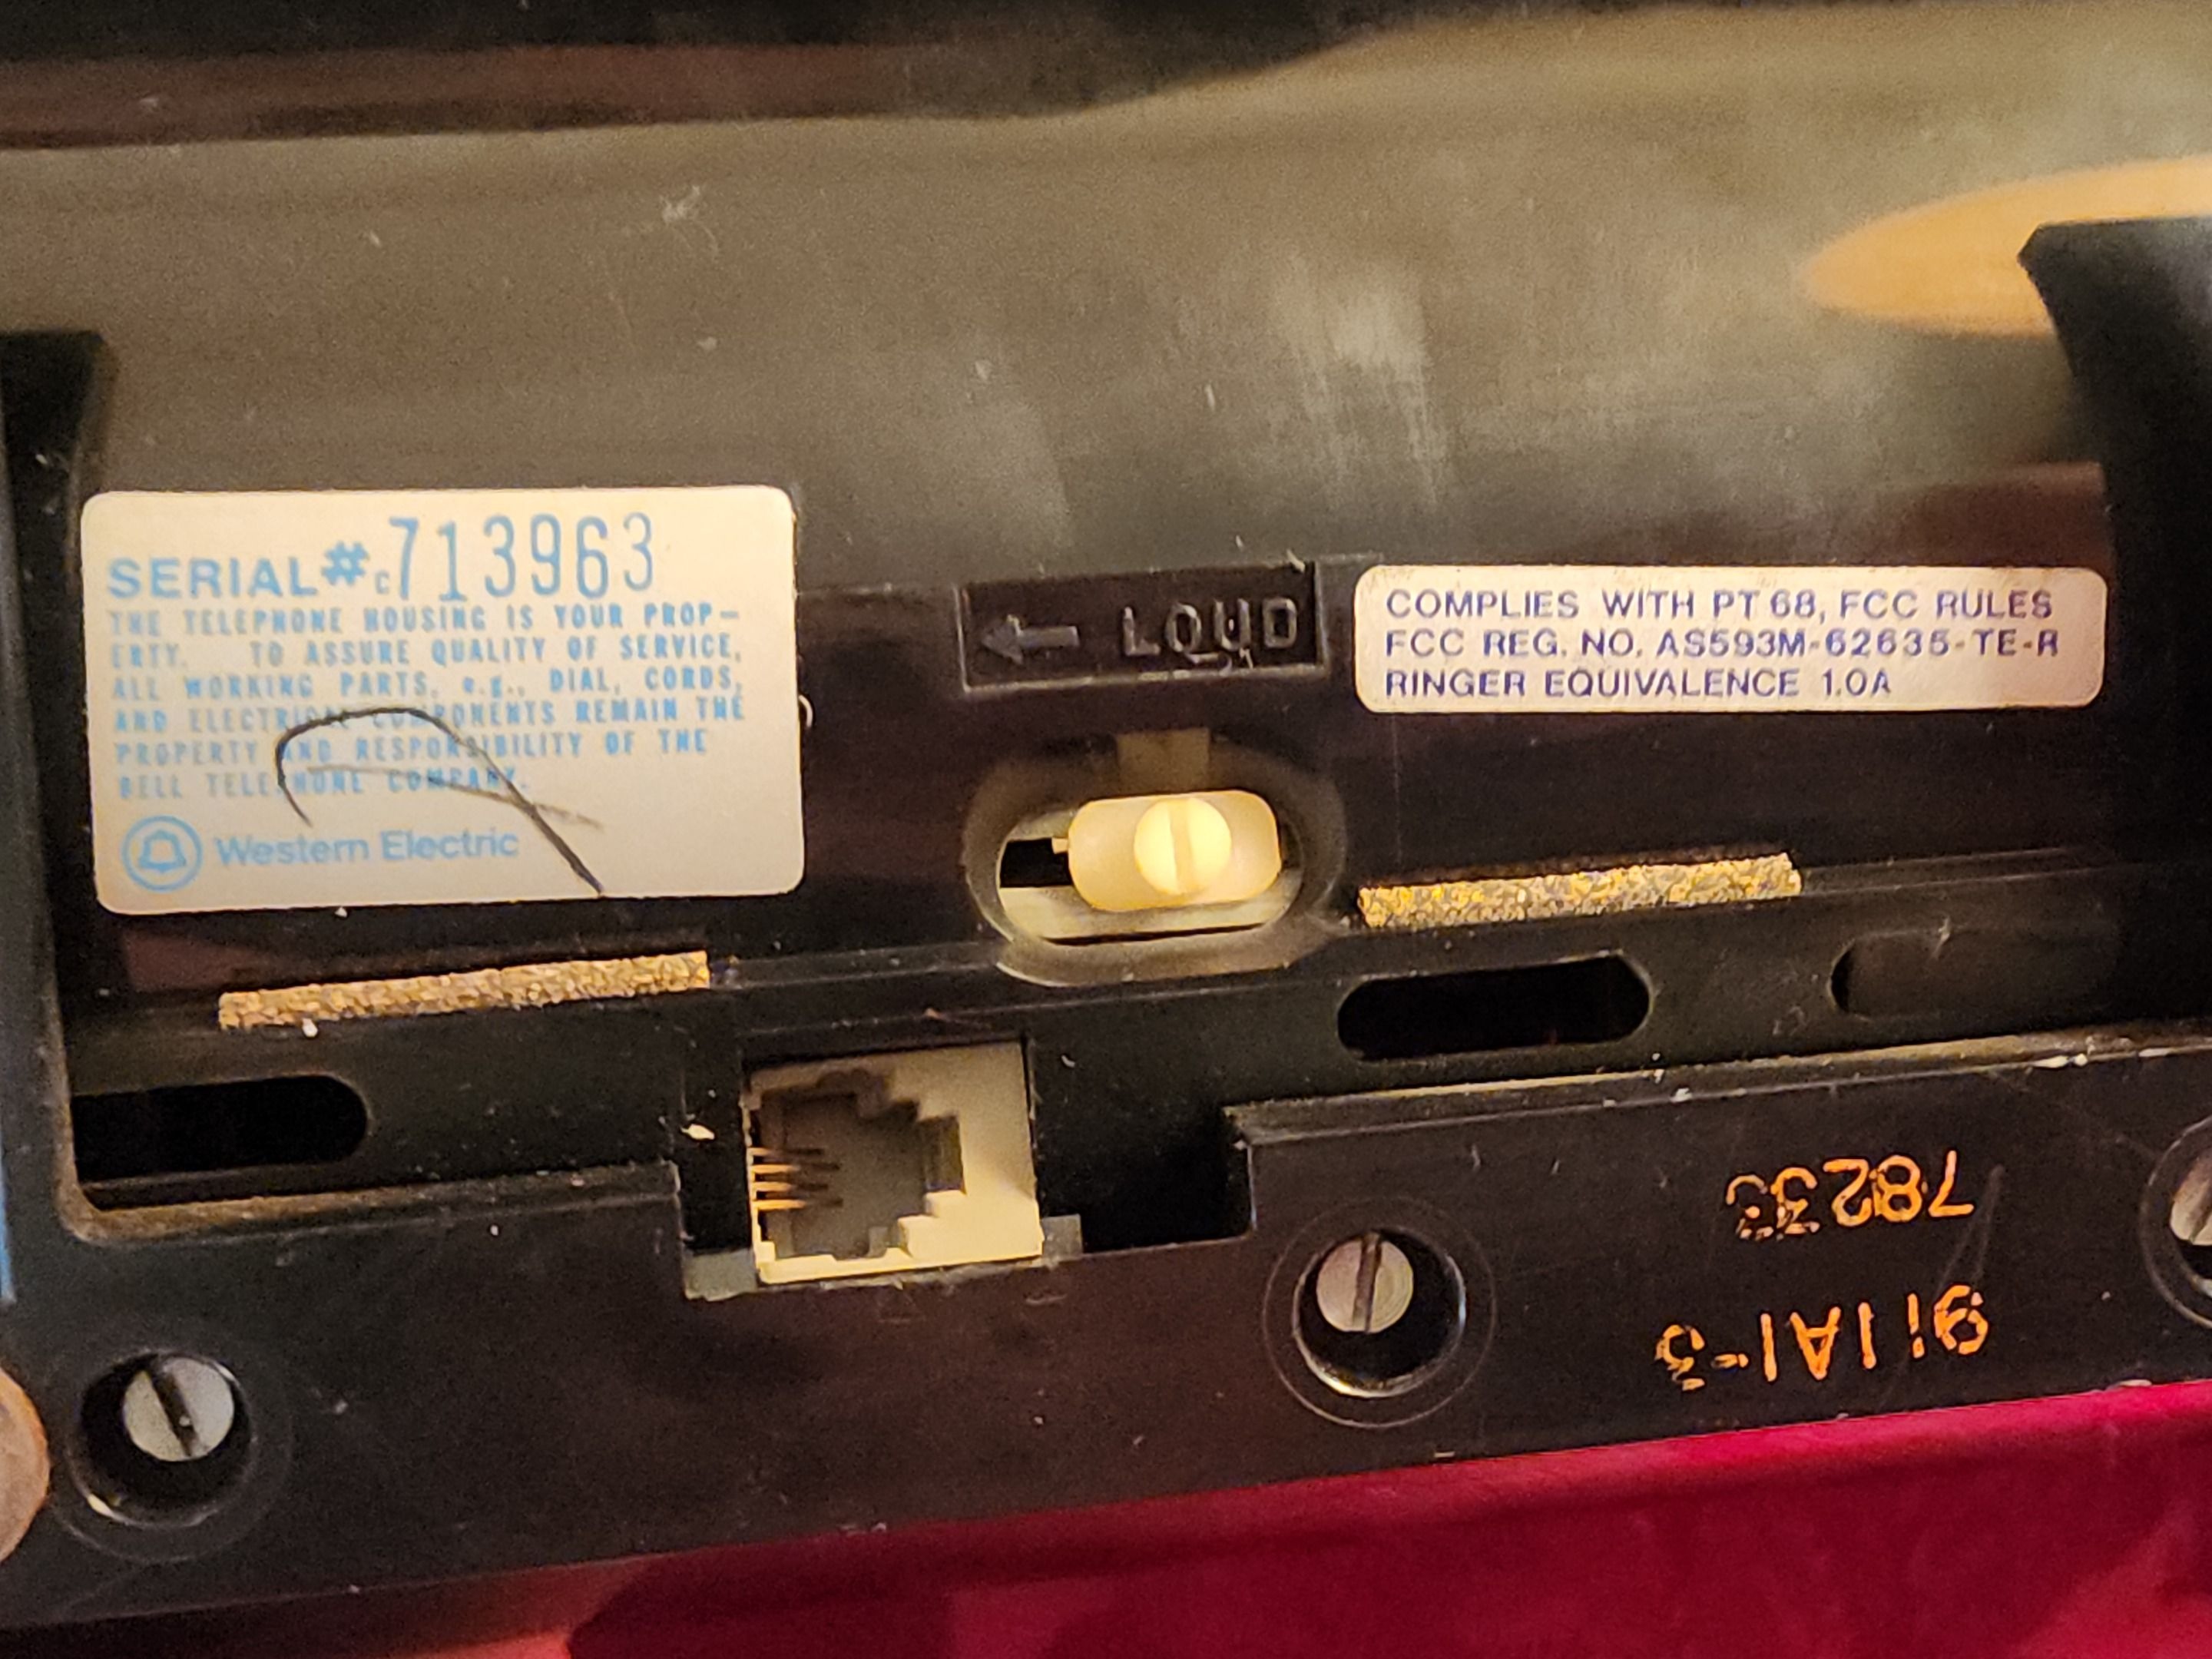 SERIAL# C713963
THE TELEPHONE HOUSING IS YOUR PROP-
ERTY. TO ASSURE QUALITY OF SERVICE,
ALL WORKING PARTS, e.g., DIAL, CORDS,
AND ELECTRICAL COMPONENTS REMAIN THE
PROPERTY AND RESPONSIBILITY OF THE
BELL TELEPHONE COMPANY.
Western Electric
← LOUD
COMPLIES WITH PT 68, FCC RULES
FCC REG. NO. AS593M-62635-TE-R
RINGER EQUIVALENCE 1.0A
78233